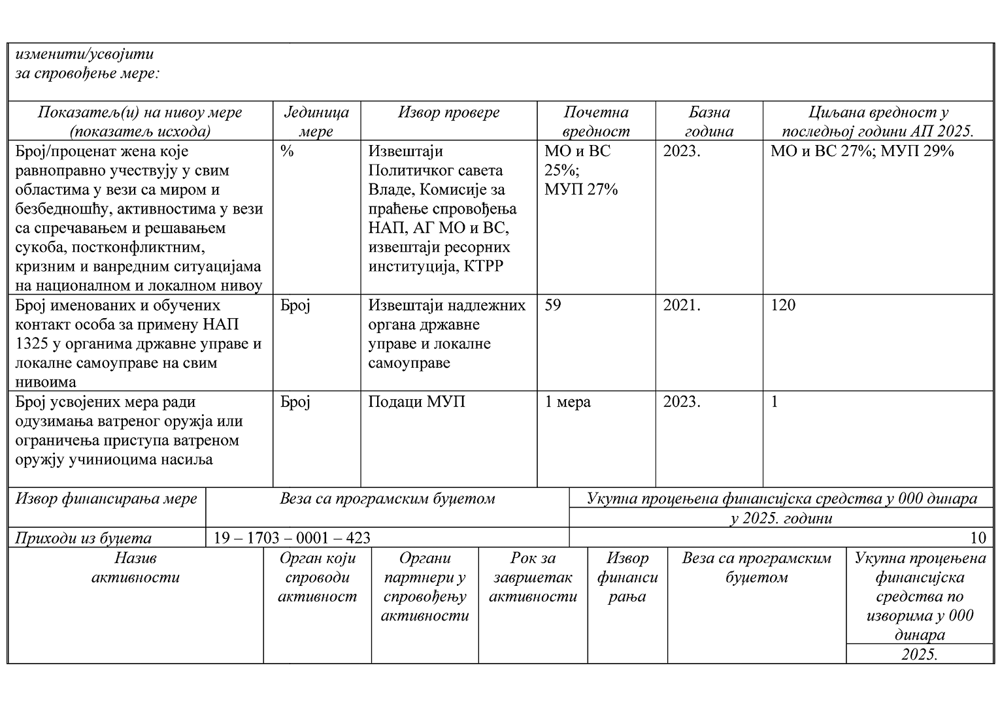 изменити/усвојити
за спровођење мере:
Показатељ(и) на нивоу мере
(показатељ исхода)
Јединица
мере
Извор провере
Почетна
вредност
Базна
година
Циљана вредност у
последњој години АП 2025.
Број/проценат жена које
равноправно учествују у свим
областима у вези са миром и
безбедношћу, активностима у вези
са спречавањем и решавањем
сукоба, постконфликтним,
кризним и ванредним ситуацијама
на националном и локалном нивоу
%
Извештаји
Политичког савета
Владе, Комисије за
праћење спровођења
НАП, АГ МО и ВС,
извештаји ресорних
институција, КТРР
МО и ВС
25%;
МУП 27%
2023.
МО и ВС 27%; МУП 29%
Број именованих и обучених
контакт особа за примену НАП
1325 у органима државне управе и
локалне самоуправе на свим
нивоима
Број
Извештаји надлежних
органа државне
управе и локалне
самоуправе
59
2021.
120
Број усвојених мера ради
одузимања ватреног оружја или
ограничења приступа ватреном
оружју учиниоцима насиља
Број
Подаци МУП
1 мера
2023.
1
Извор финансирања мере
Веза са програмским буџетом
Укупна процењена финансијска средства у 000 динара
у 2025. години
Приходи из буџета
19 – 1703 – 0001 – 423
10
Назив
активности
Орган који
спроводи
активност
Органи
партнери у
спровођењу
активности
Рок за
завршетак
активности
Извор
финанси
рања
Веза са програмским
буџетом
Укупна процењена
финансијска
средства по
изворима у 000
динара
2025.